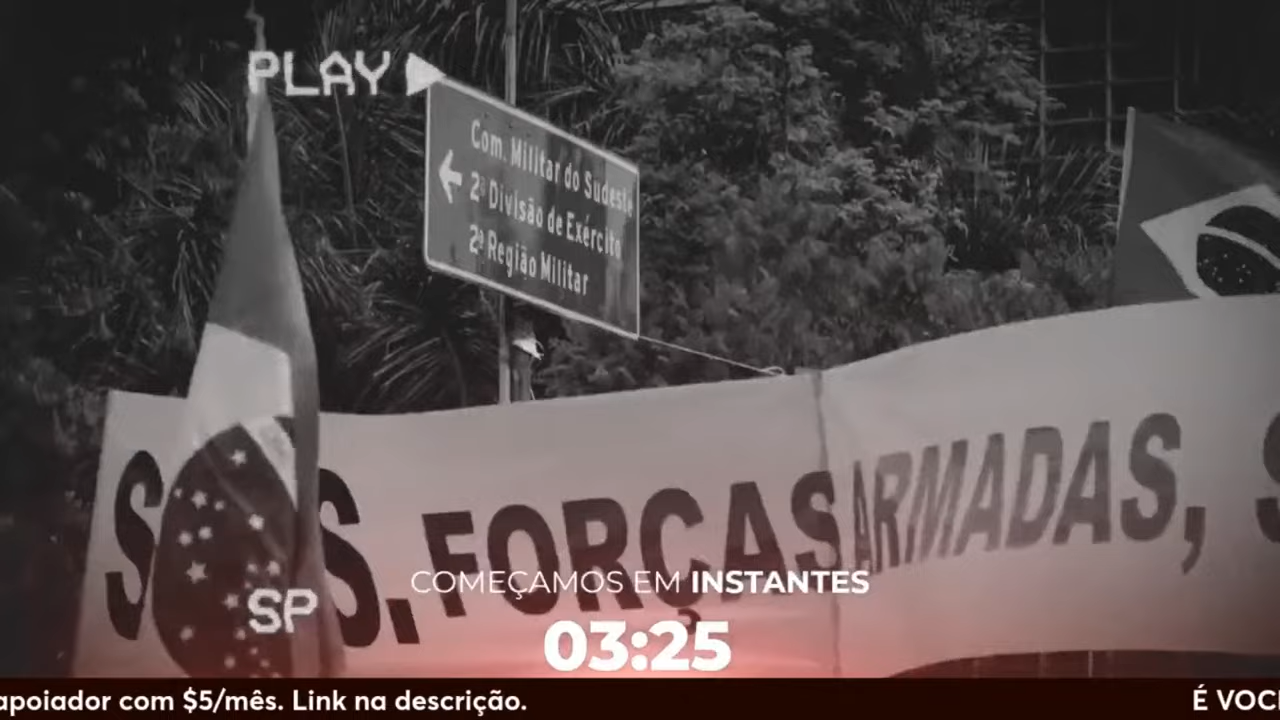 PLAY
Com. Militar do Sudeste
2ª Divisão de Exército
2ª Região Militar
S.O.S. FORÇAS ARMADAS, S
COMEÇAMOS EM INSTANTES
SP
03:25
apoiador com $5/mês. Link na descrição.
É VOCÊ